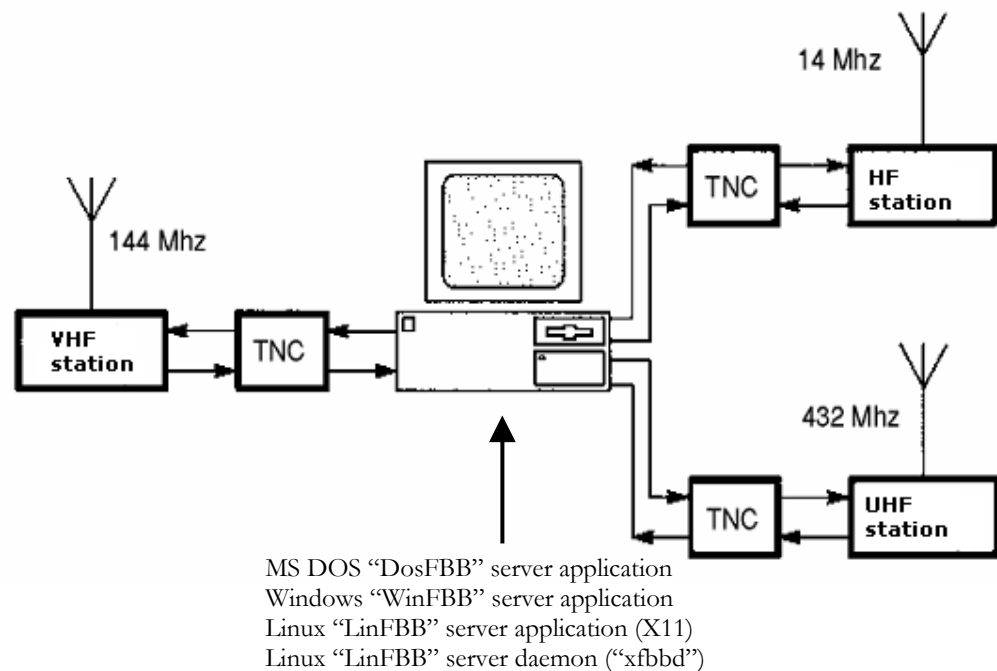 14 Mhz
TNC
HF
station
144 Mhz
VHF
station
TNC
432 Mhz
TNC
UHF
station
MS DOS “DosFBB” server application
Windows “WinFBB” server application
Linux “LinFBB” server application (X11)
Linux “LinFBB” server daemon (“xfbbd”)